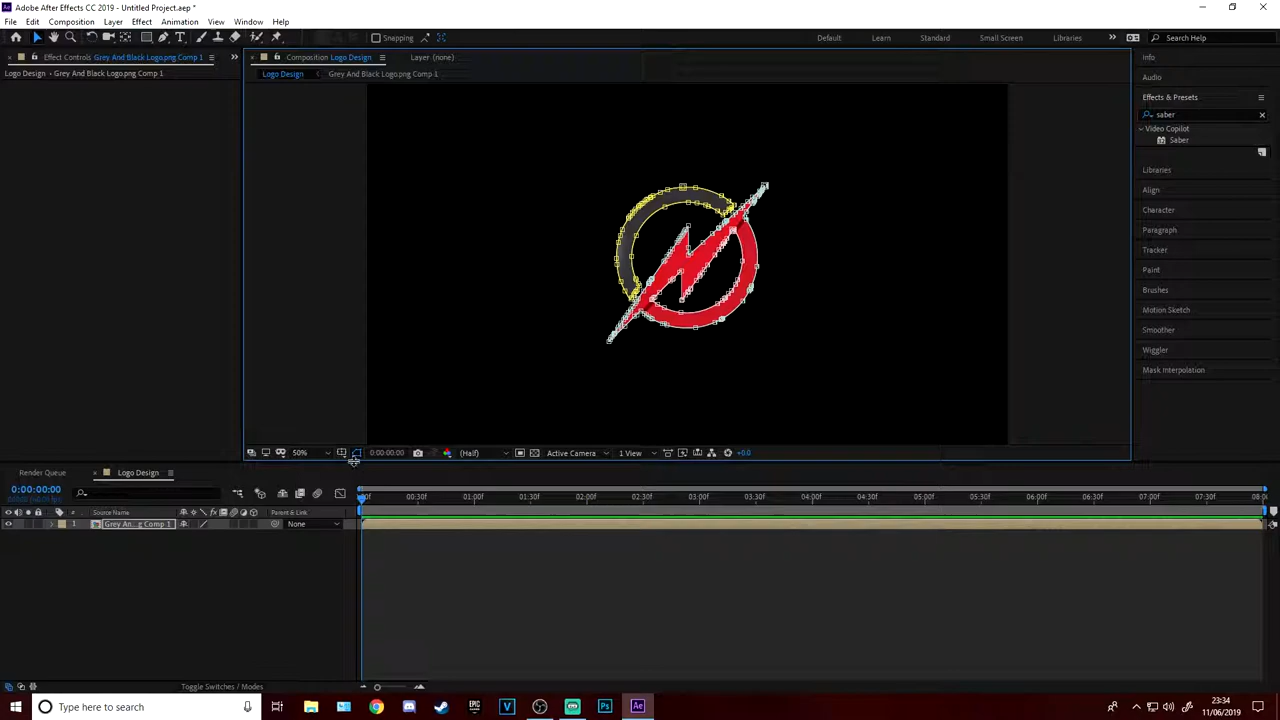 Adobe After Effects CC 2019 - Untitled Project.aep *
File Edit Composition Layer Effect Animation View Window Help
Snapping Default Learn Standard Small Screen Libraries Search Help
Effect Controls Grey And Black Logo.png Comp 1
Composition Logo Design
Layer (none)
Info
Logo Design · Grey And Black Logo.png Comp 1
Logo Design
Grey And Black Logo.png Comp 1
Audio
Effects & Presets
saber
Video Copilot
Saber
Libraries
Align
Character
Paragraph
Tracker
Paint
Brushes
Motion Sketch
Smoother
Wiggler
Mask Interpolation
50% 0:00:00:00 (Half) Active Camera 1 View +0.0
Render Queue Logo Design
0:00:00:00
00:30f 01:00f 01:30f 02:00f 02:30f 03:00f 03:30f 04:00f 04:30f 05:00f 05:30f 06:00f 06:30f 07:00f 07:30f 08:00
# Source Name Parent & Link
1 Grey An...g Comp 1 None
Toggle Switches / Modes
Type here to search
23:34
11/06/2019